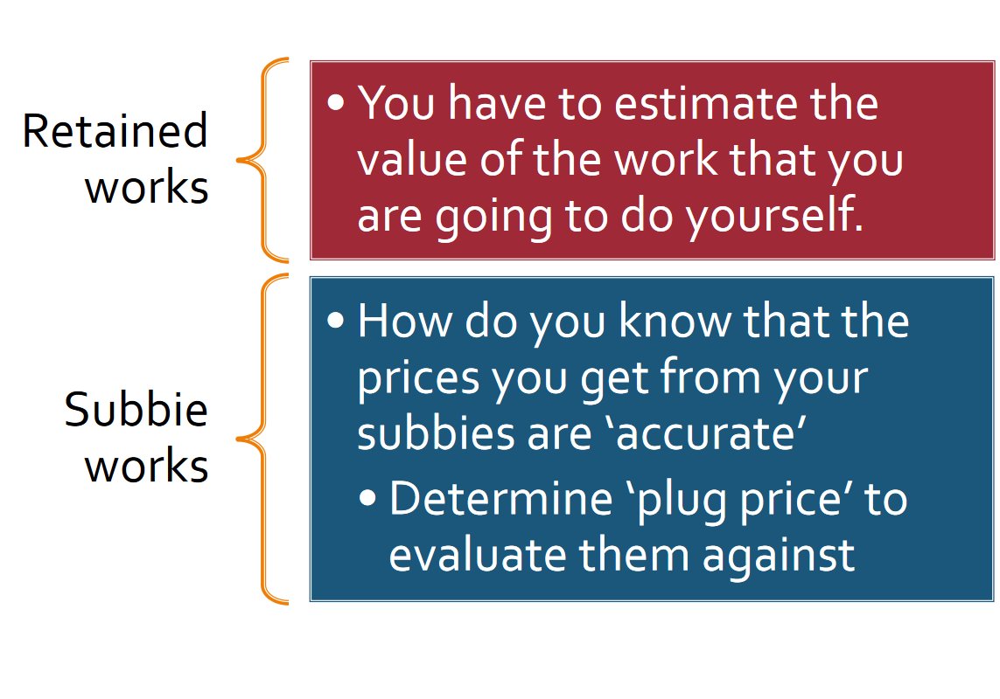 Retained
works
• You have to estimate the
value of the work that you
are going to do yourself.
Subbie
works
• How do you know that the
prices you get from your
subbies are ‘accurate’
• Determine ‘plug price’ to
evaluate them against